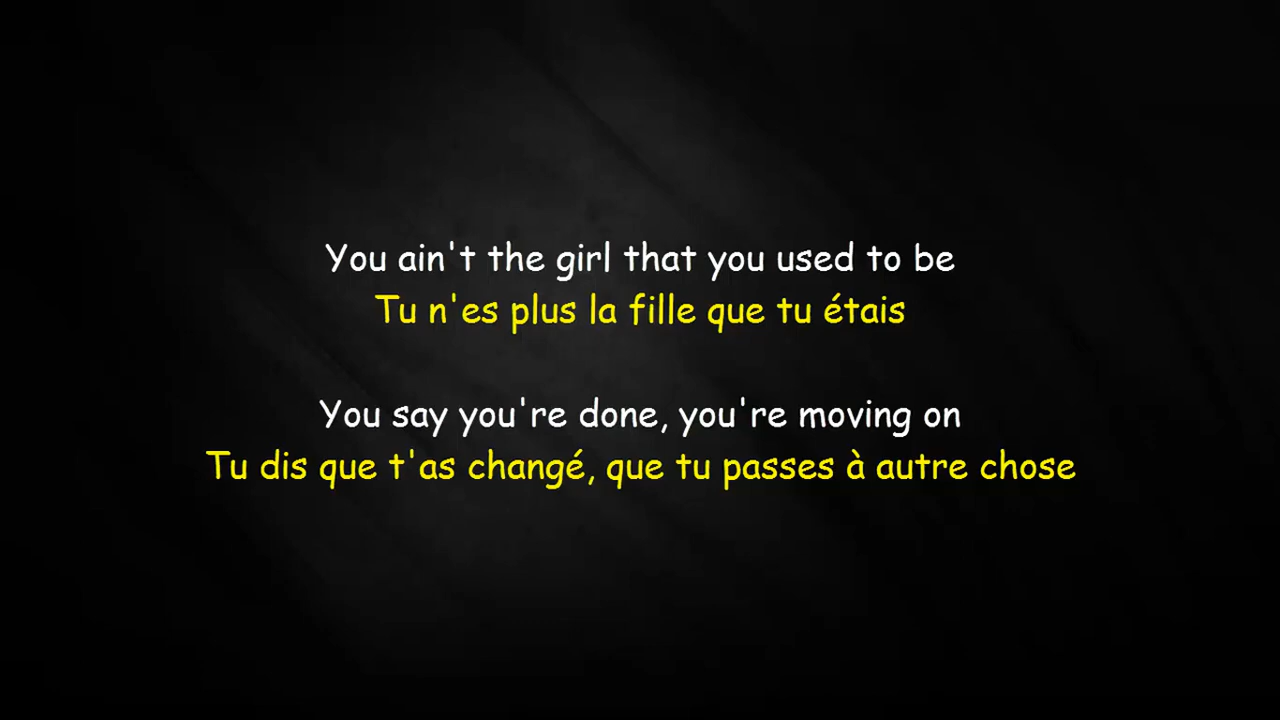 You ain't the girl that you used to be
Tu n'es plus la fille que tu étais
You say you're done, you're moving on
Tu dis que t'as changé, que tu passes à autre chose